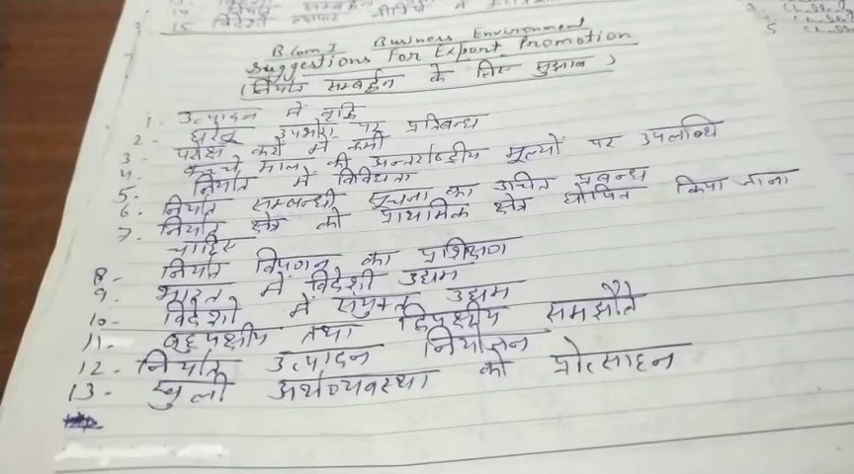 15 विदेशी व्यापार नीतियों में
B.Com I Business Environment
Suggestions For Export Promotion
(निर्यात सम्बर्द्धन के लिए सुझाव)
1. उत्पादन में वृद्धि
2- घरेलू उपभोग पर प्रतिबन्ध
3- परोक्ष करों में कमी
4- कच्चे माल की अन्तर्राष्ट्रीय मूल्यों पर उपलब्धि
5. निर्यात में विविधता
6- निर्यात सम्बन्धी सूचना का उचित प्रबन्ध
7- निर्यात क्षेत्र को प्राथमिक क्षेत्र घोषित किया जाना
चाहिए
8- निर्यात विपणन का प्रशिक्षण
9. भारत में विदेशी उद्यम
10- विदेशों में संयुक्त उद्यम
11- बहुपक्षीय तथा द्विपक्षीय समझौते
12- निर्यात उत्पादन नियोजन
13- खुली अर्थव्यवस्था को प्रोत्साहन